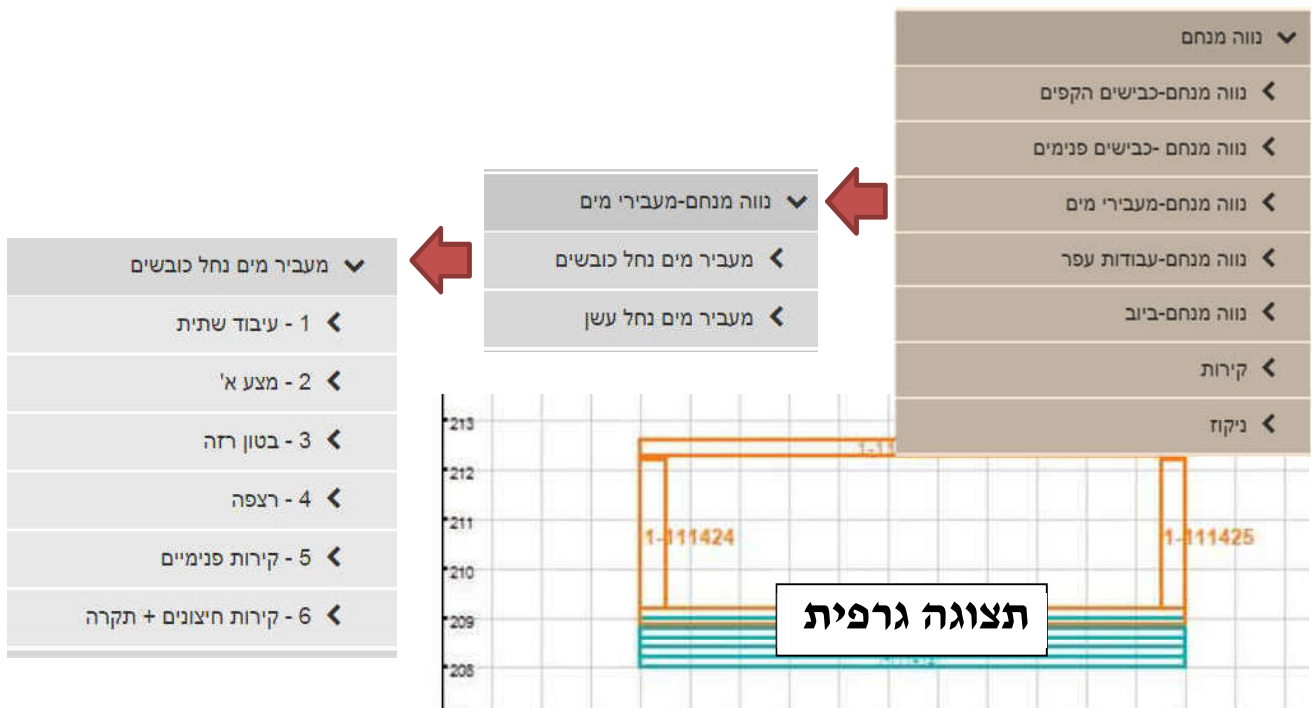 נווה מנחם
נווה מנחם-כבישים הקפים
נווה מנחם -כבישים פנימים
נווה מנחם-מעבירי מים
נווה מנחם-עבודות עפר
נווה מנחם-ביוב
קירות
ניקוז
נווה מנחם-מעבירי מים
מעביר מים נחל כובשים
מעביר מים נחל עשן
מעביר מים נחל כובשים
1 - עיבוד שתית
2 - מצע א'
3 - בטון רזה
4 - רצפה
5 - קירות פנימיים
6 - קירות חיצונים + תקרה
213
212
211
210
209
208
1-111424
1-111425
תצוגה גרפית